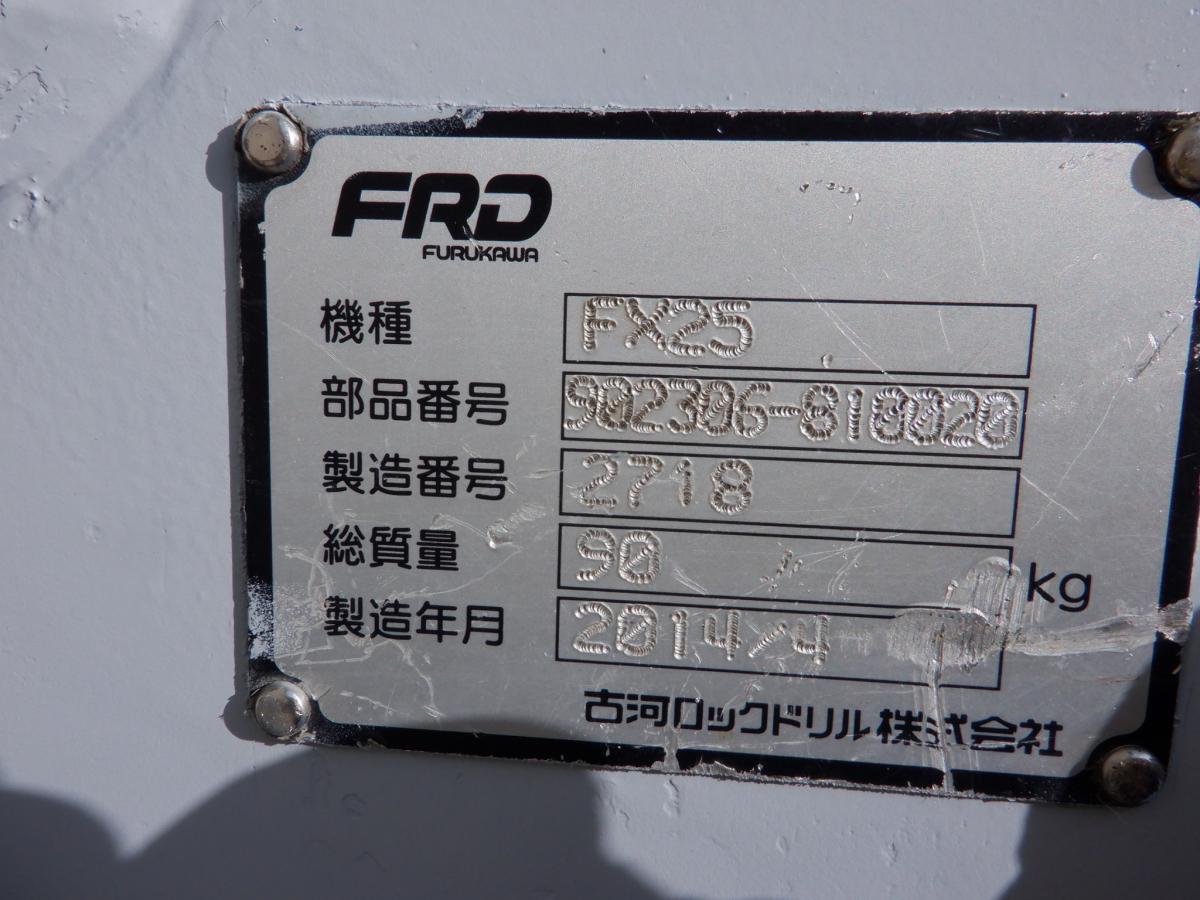 FRD
FURUKAWA
機種 FX25
部品番号 902306-810020
製造番号 2718
総質量 90 kg
製造年月 2014/4
古河ロックドリル株式会社